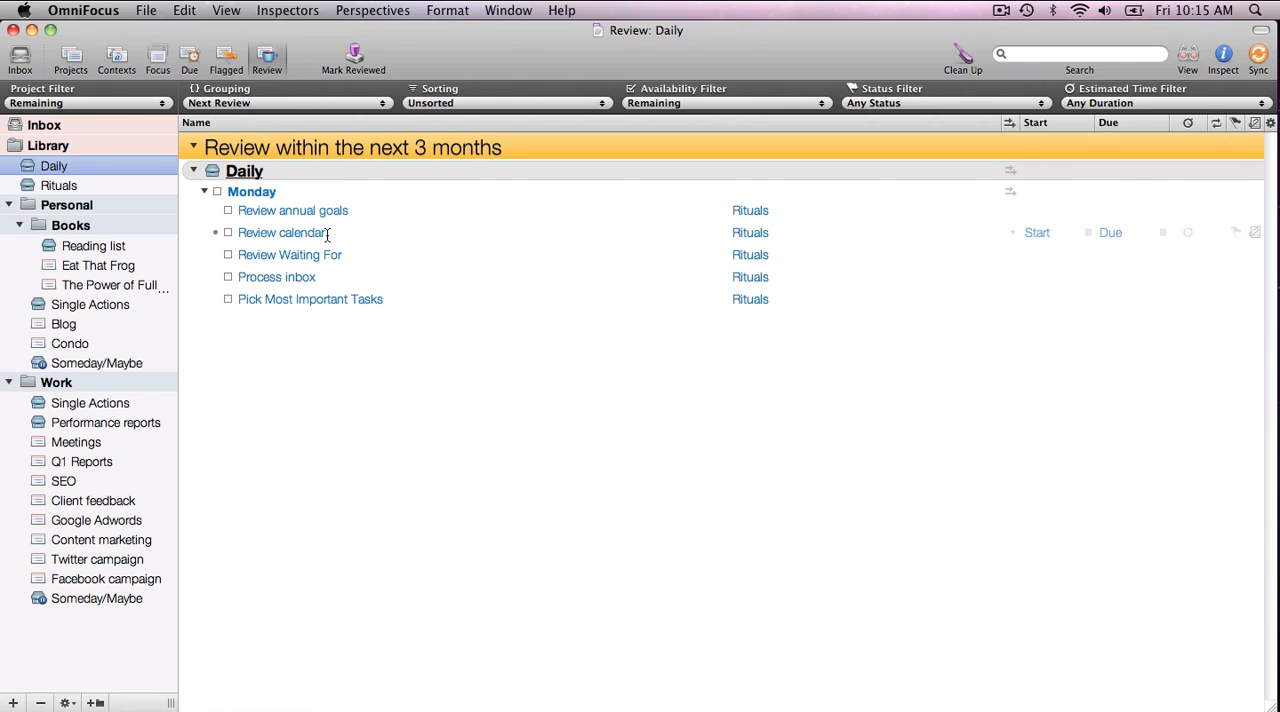 OmniFocus File Edit View Inspectors Perspectives Format Window Help Fri 10:15 AM
Review: Daily
Inbox Projects Contexts Focus Due Flagged Review Mark Reviewed Clean Up Search View Inspect Sync
Project Filter Grouping Sorting Availability Filter Status Filter Estimated Time Filter
Remaining Next Review Unsorted Remaining Any Status Any Duration
Name Start Due
Inbox
Library
Daily
Rituals
Personal
Books
Reading list
Eat That Frog
The Power of Full...
Single Actions
Blog
Condo
Someday/Maybe
Work
Single Actions
Performance reports
Meetings
Q1 Reports
SEO
Client feedback
Google Adwords
Content marketing
Twitter campaign
Facebook campaign
Someday/Maybe
Review within the next 3 months
Daily
Monday
Review annual goals Rituals
Review calendar Rituals Start Due
Review Waiting For Rituals
Process inbox Rituals
Pick Most Important Tasks Rituals